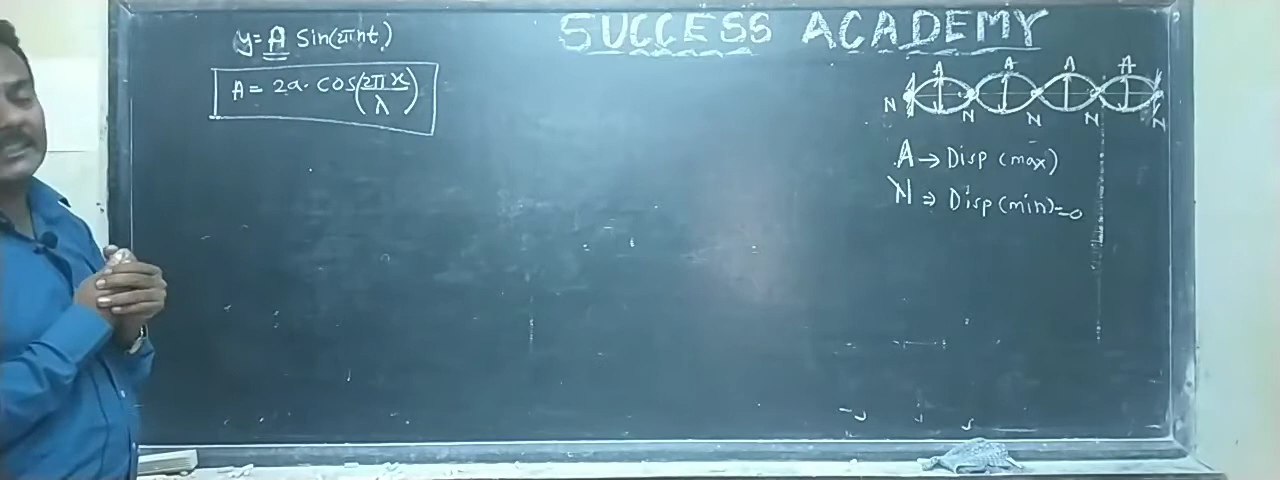 SUCCESS ACADEMY
y= A Sin(2πnt)
A = 2a. cos(2πx/λ)
A A A A
N N N N N
A → Disp (max)
N ⇒ Disp (min)=0